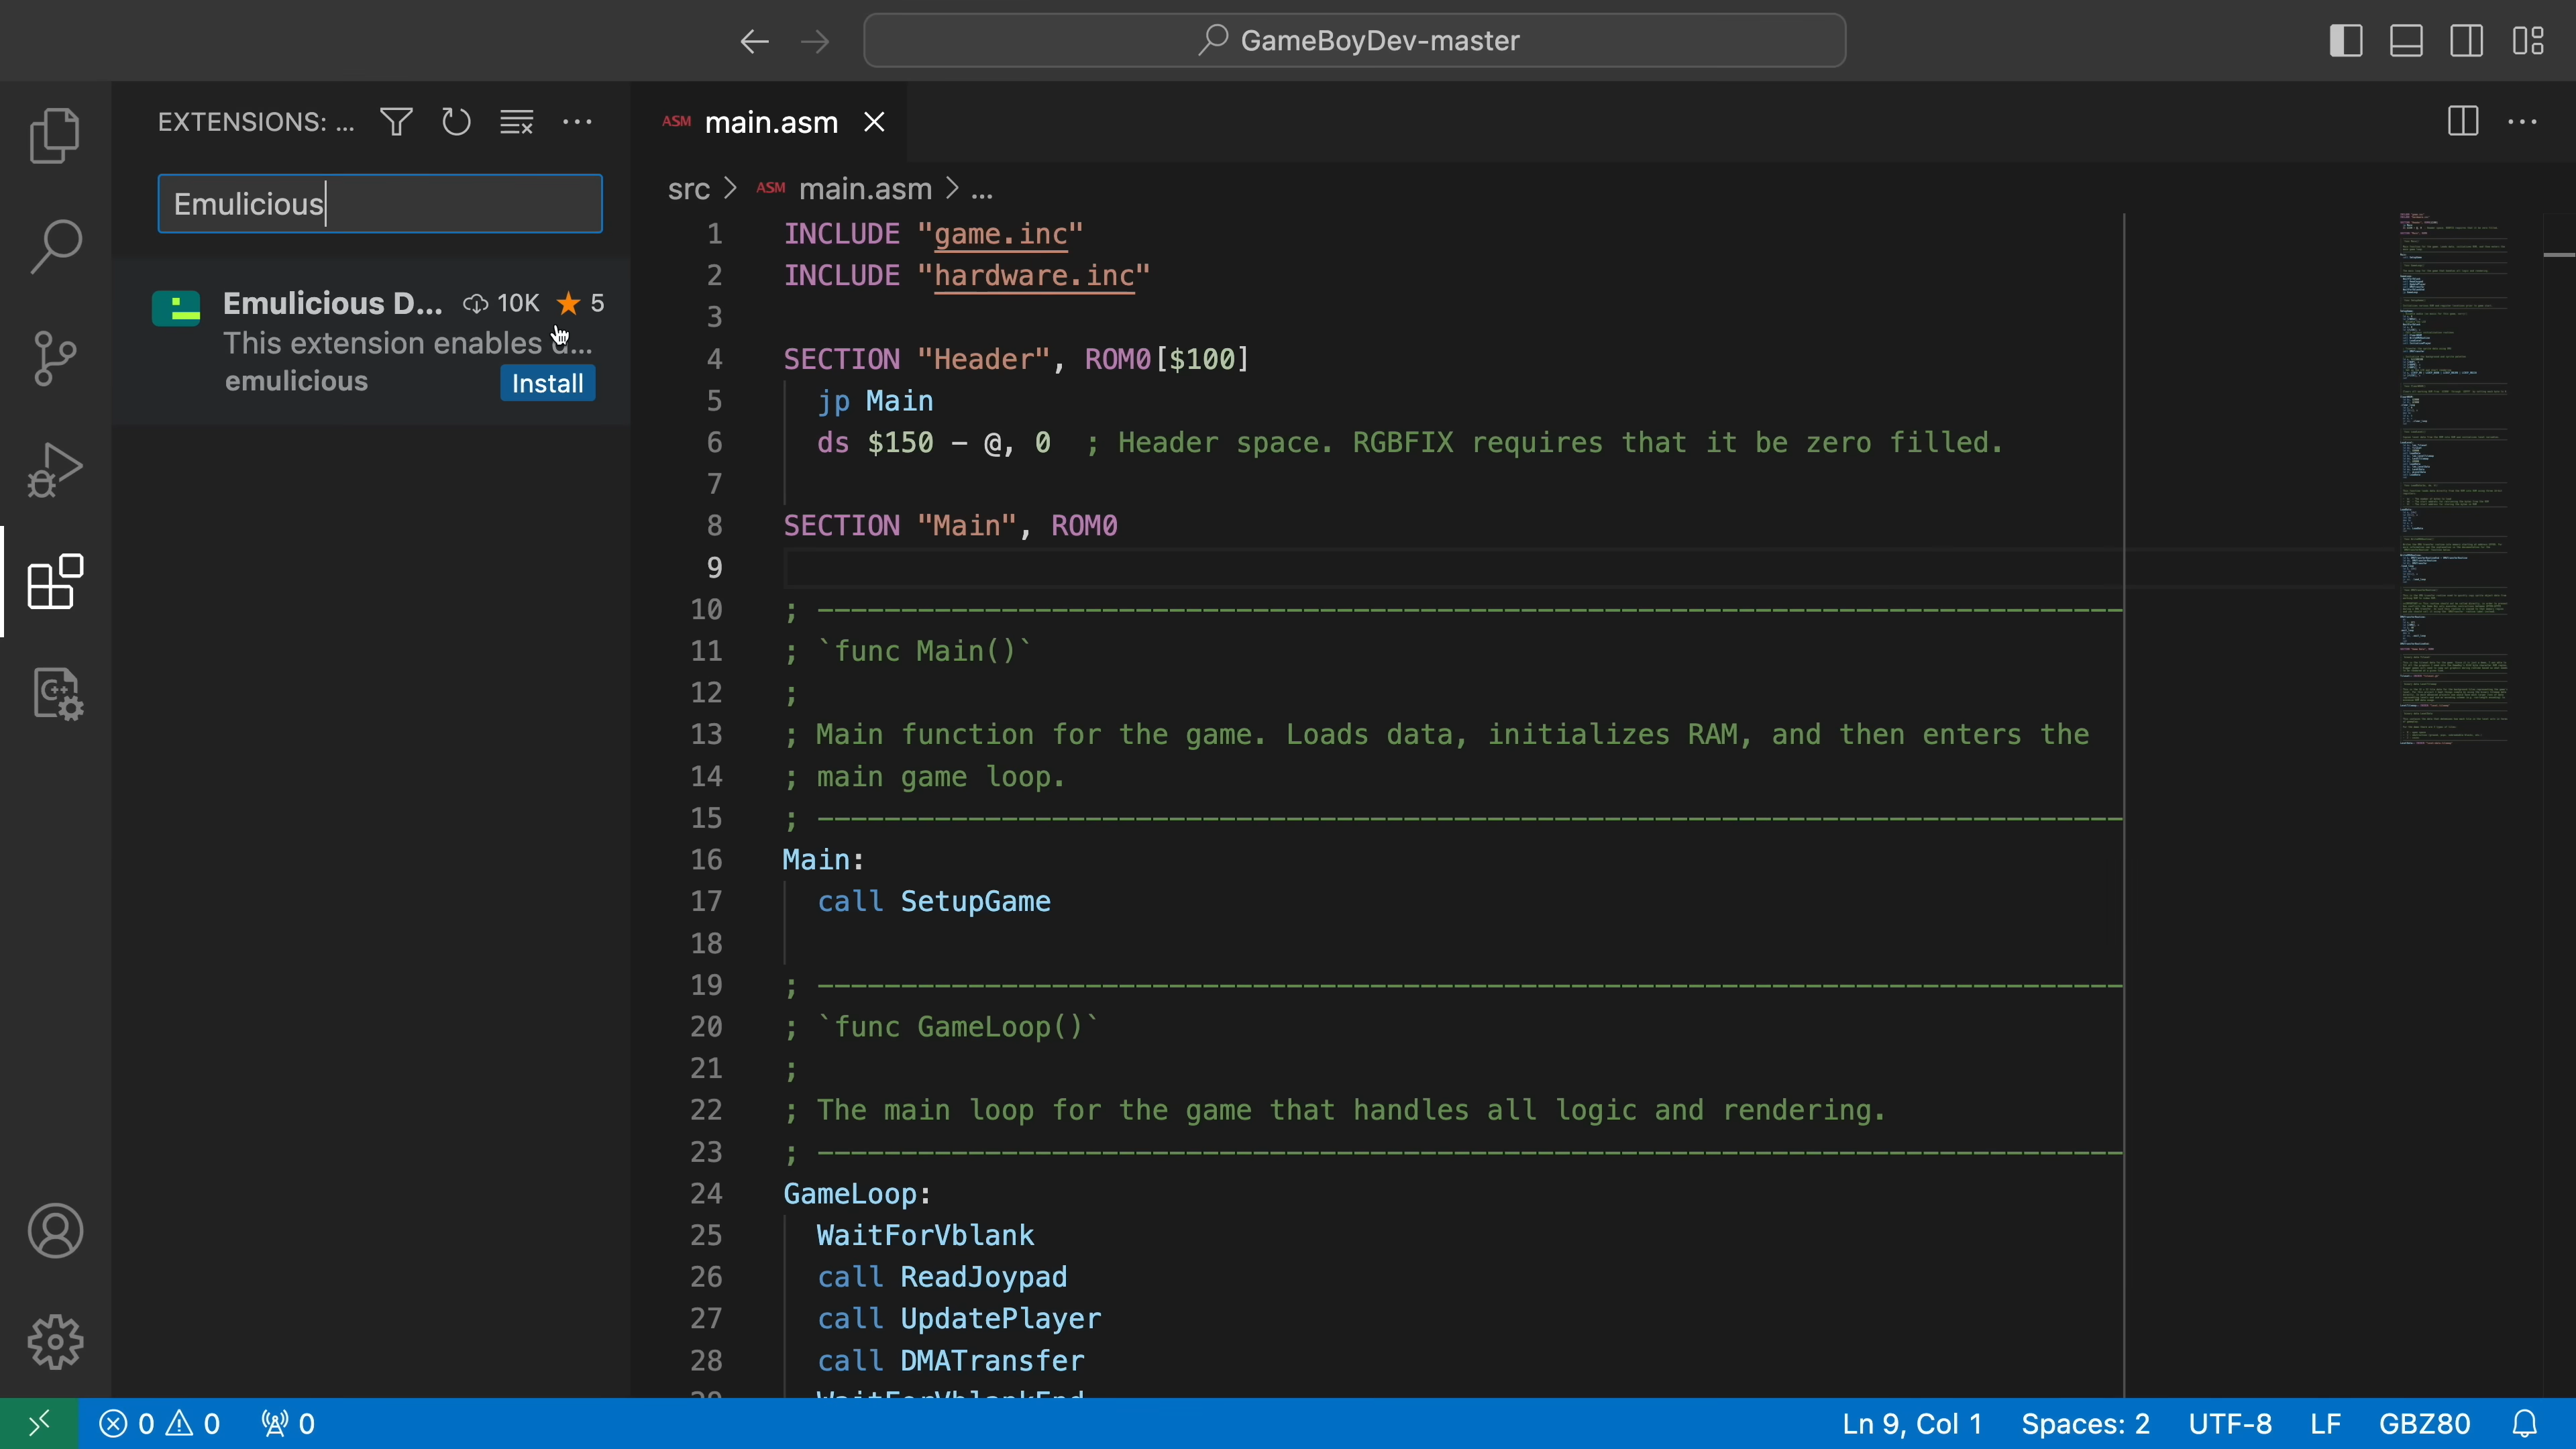 GameBoyDev-master
EXTENSIONS: ...
Emulicious
Emulicious D... 10K 5
This extension enables d...
emulicious Install
ASM main.asm
src > ASM main.asm > ...
1 INCLUDE "game.inc"
2 INCLUDE "hardware.inc"
3
4 SECTION "Header", ROM0[$100]
5 jp Main
6 ds $150 - @, 0 ; Header space. RGBFIX requires that it be zero filled.
7
8 SECTION "Main", ROM0
9
10 ; ------------------------------------------------------------------------------
11 ; `func Main()`
12 ;
13 ; Main function for the game. Loads data, initializes RAM, and then enters the
14 ; main game loop.
15 ; ------------------------------------------------------------------------------
16 Main:
17 call SetupGame
18
19 ; ------------------------------------------------------------------------------
20 ; `func GameLoop()`
21 ;
22 ; The main loop for the game that handles all logic and rendering.
23 ; ------------------------------------------------------------------------------
24 GameLoop:
25 WaitForVblank
26 call ReadJoypad
27 call UpdatePlayer
28 call DMATransfer
29 WaitForVblankEnd
0 0 0 Ln 9, Col 1 Spaces: 2 UTF-8 LF GBZ80